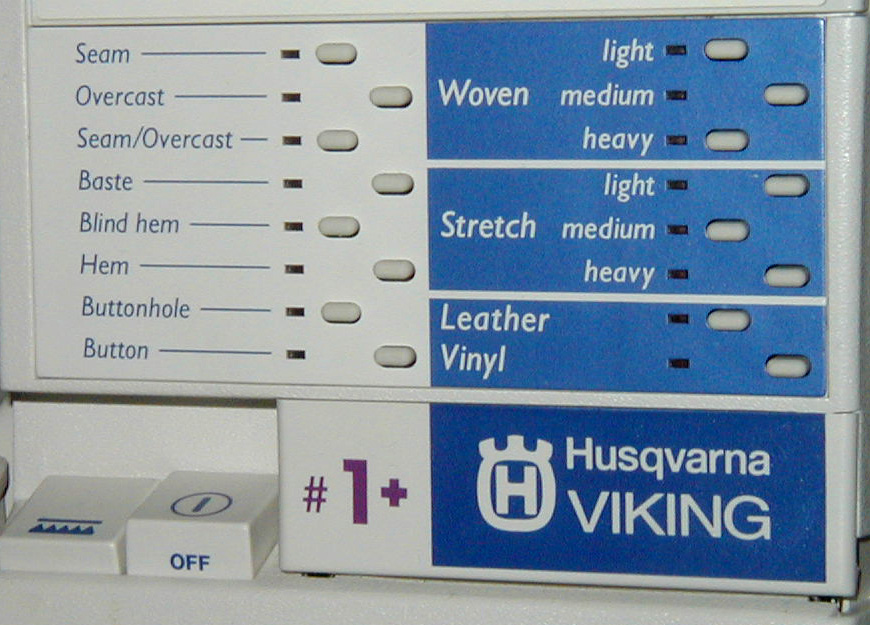 Seam
Overcast
Seam/Overcast
Baste
Blind hem
Hem
Buttonhole
Button
light
Woven medium
heavy
light
Stretch medium
heavy
Leather
Vinyl
#1+
H
Husqvarna
VIKING
OFF